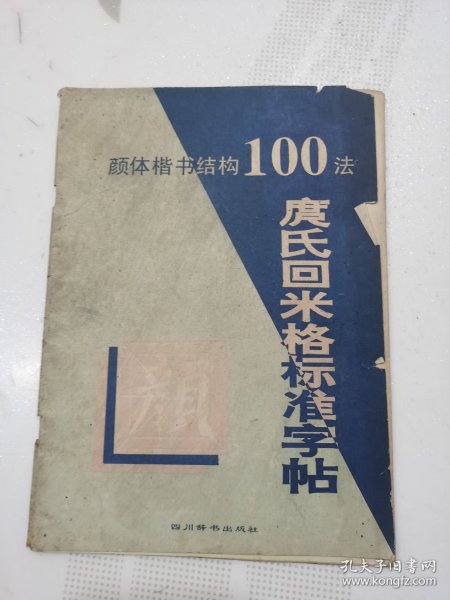 颜体楷书结构100法
庹氏回米格标准字帖
颜
四川辞书出版社
孔夫子旧书网
www.kongfz.com